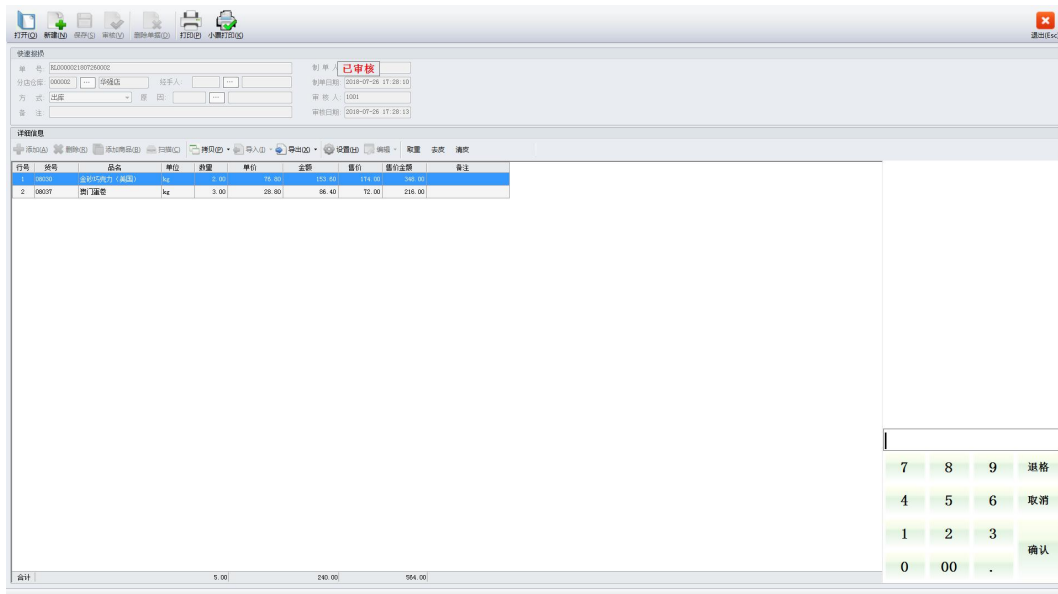 打开(O) 新建(N) 保存(S) 审核(V) 删除单据(D) 打印(P) 小票打印(X) 退出(Esc)
快速报损
单 号: KL0000021807260002 制 单 人 已审核
分店仓库: 000002 ... 华强店 经手人: ... 制单日期: 2018-07-26 17:28:10
方 式: 出库 原 因: ... 审 核 人: 1001
备 注: 审核日期: 2018-07-26 17:28:13
详细信息
添加(A) 删除(R) 添加商品(B) 扫描(C) 拷贝(P) 导入(I) 导出(X) 设置(H) 编辑 取重 去皮 清皮
行号 货号 品名 单位 数量 单价 金额 售价 售价金额 备注
1 08030 金砂巧克力（美国） kg 2.00 76.80 153.60 174.00 348.00
2 08037 澳门蛋卷 kg 3.00 28.80 86.40 72.00 216.00
7 8 9 退格
4 5 6 取消
1 2 3
确认
0 00 .
合计 5.00 240.00 564.00